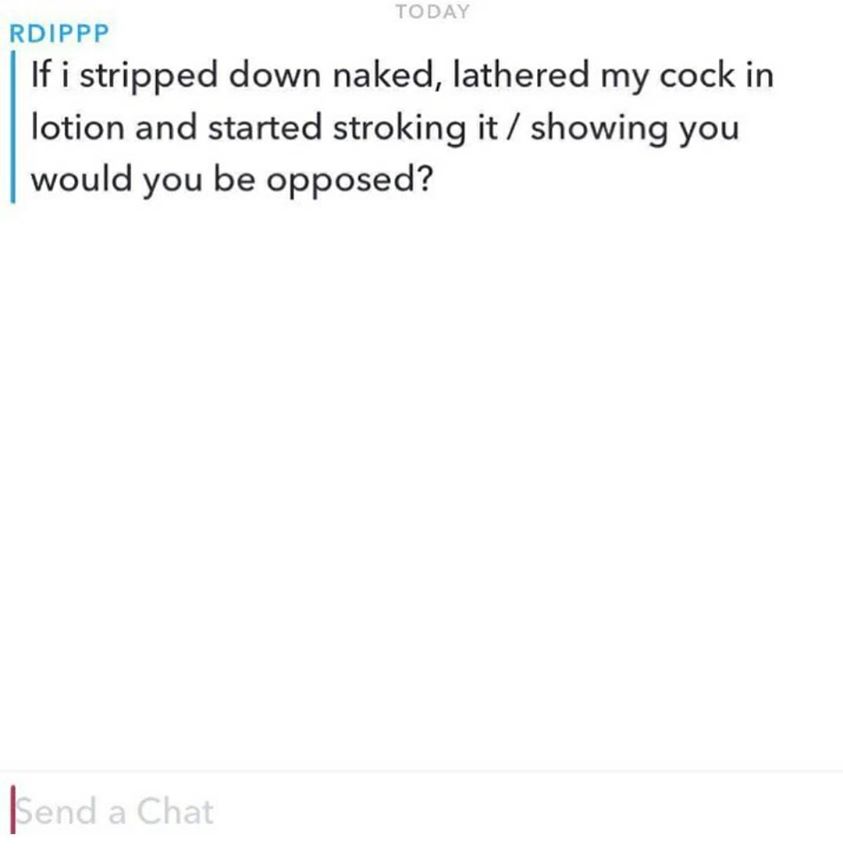 TODAY
RDIPPP
If i stripped down naked, lathered my cock in
lotion and started stroking it / showing you
would you be opposed?
Send a Chat